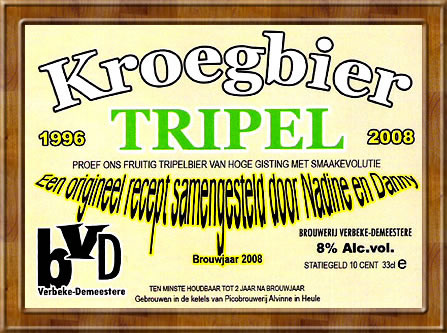 Kroegbier
TRIPEL
1996
2008
PROEF ONS FRUITIG TRIPELBIER VAN HOGE GISTING MET SMAAKEVOLUTIE
Een origineel recept samengesteld door Nadine en Danny
bVD
Verbeke-Demeestere
Brouwjaar 2008
BROUWERIJ VERBEKE-DEMEESTERE
8% Alc.vol.
STATIEGELD 10 CENT 33cl e
TEN MINSTE HOUDBAAR TOT 2 JAAR NA BROUWJAAR
Gebrouwen in de ketels van Picobrouwerij Alvinne in Heule